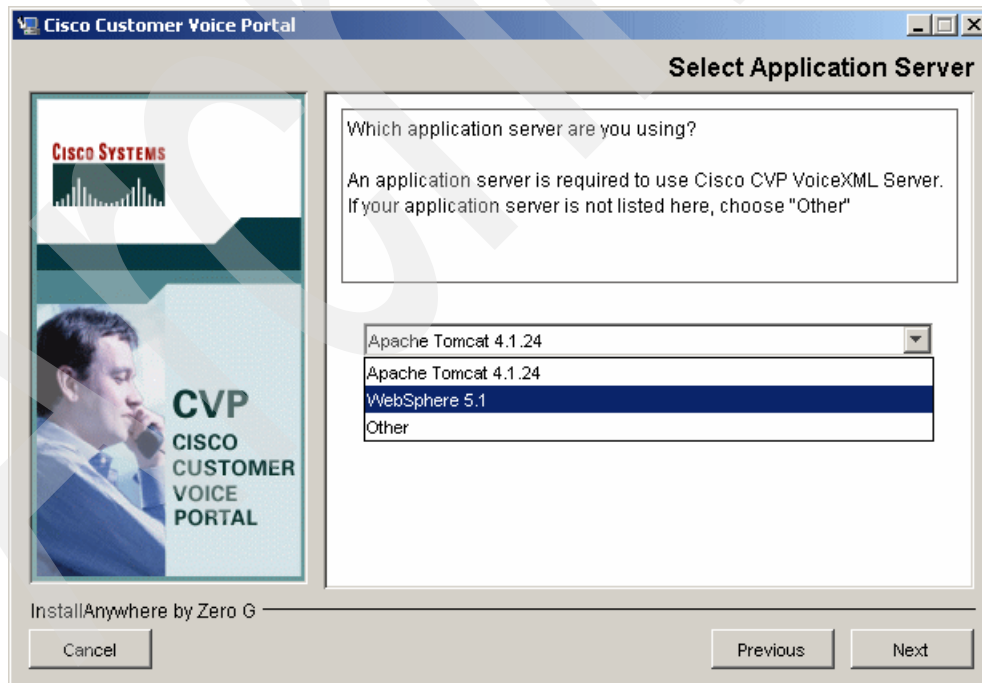 Cisco Customer Voice Portal
Select Application Server
CISCO SYSTEMS
Which application server are you using?
An application server is required to use Cisco CVP VoiceXML Server.
If your application server is not listed here, choose "Other"
Apache Tomcat 4.1.24
Apache Tomcat 4.1.24
WebSphere 5.1
Other
CVP
CISCO
CUSTOMER
VOICE
PORTAL
InstallAnywhere by Zero G
Cancel
Previous
Next